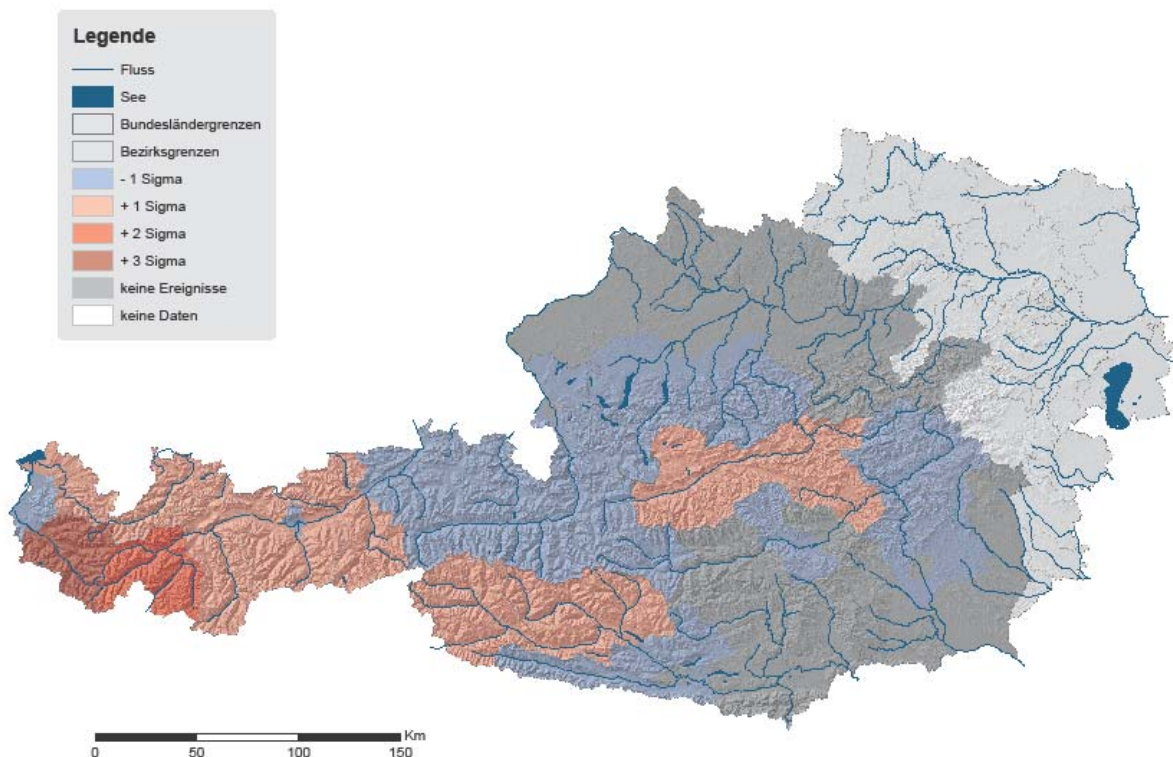 Legende
Fluss
See
Bundesländergrenzen
Bezirksgrenzen
- 1 Sigma
+ 1 Sigma
+ 2 Sigma
+ 3 Sigma
keine Ereignisse
keine Daten
Km
0 50 100 150